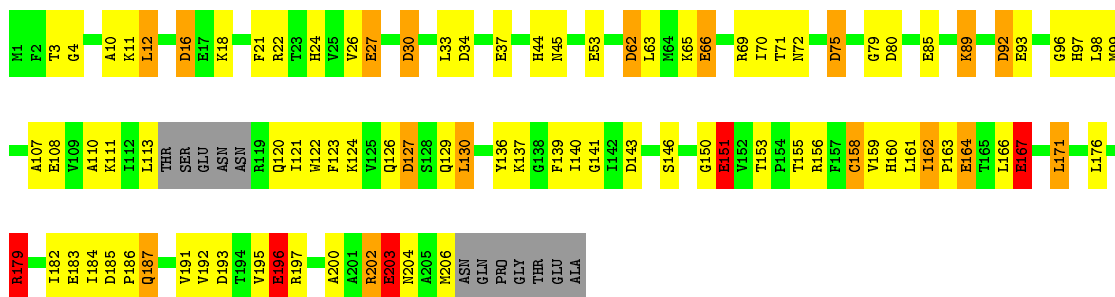 M1 F2 T3 G4 A10 K11 L12 D16 E17 K18 F21 R22 T23 H24 V25 V26 E27 D30 L33 D34 E37 H44 N45 E53 D62 L63 M64 K65 E66 R69 I70 T71 N72 D75 G79 D80 E85 K89 D92 E93 G96 H97 L98 M99
A107 E108 V109 A110 K111 I112 L113 THR SER GLU ASN ASN R119 Q120 I121 W122 F123 K124 V125 Q126 D127 S128 Q129 L130 Y136 K137 G138 F139 I140 G141 I142 D143 S146 G150 E151 V152 T153 P154 T155 R156 F157 C158 V159 H160 L161 I162 P163 E164 T165 L166 E167 L171 L176
R179 I182 E183 I184 D185 P186 Q187 V191 V192 D193 T194 V195 E196 R197 A200 A201 R202 E203 N204 A205 M206 ASN GLN PRO GLY THR GLU ALA